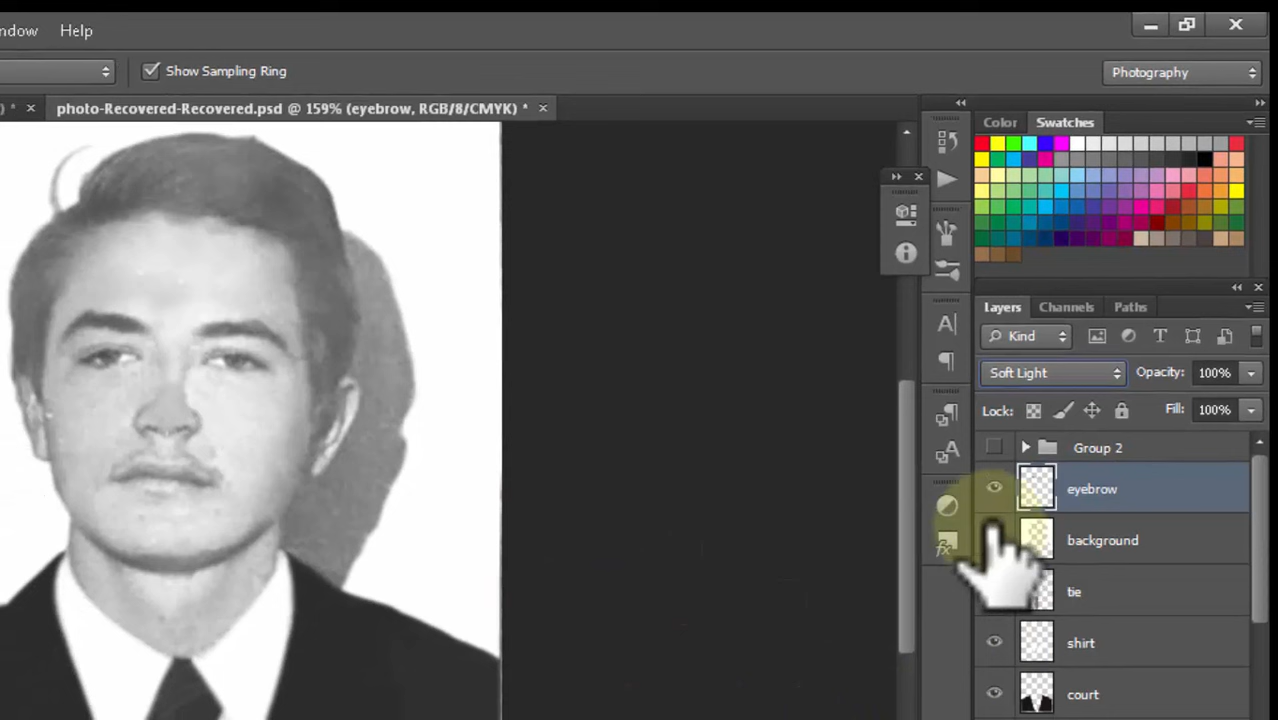 ndow Help
Show Sampling Ring Photography
) * × photo-Recovered-Recovered.psd @ 159% (eyebrow, RGB/8/CMYK) * ×
Color Swatches
Layers Channels Paths
Kind
Soft Light Opacity: 100%
Lock: Fill: 100%
Group 2
eyebrow
background
tie
shirt
court